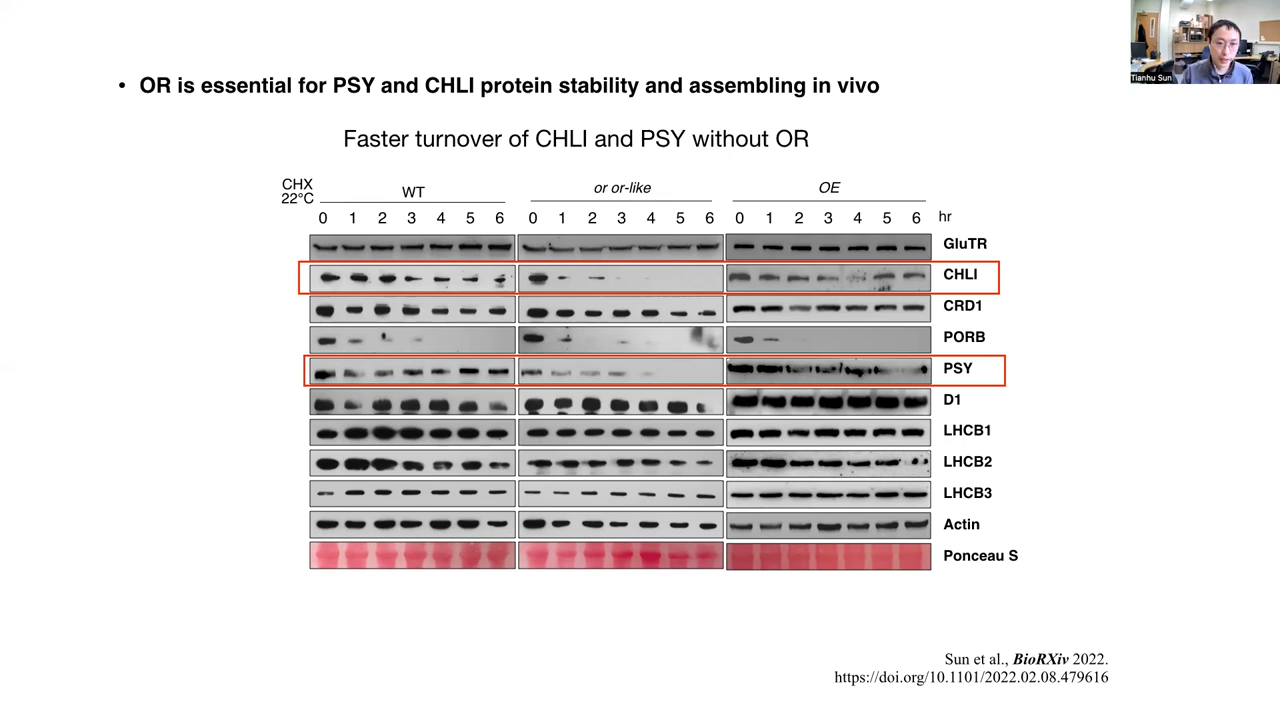 Tianhu Sun
• OR is essential for PSY and CHLI protein stability and assembling in vivo
Faster turnover of CHLI and PSY without OR
CHX
22°C
WT
or or-like
OE
0 1 2 3 4 5 6 0 1 2 3 4 5 6 0 1 2 3 4 5 6 hr
GluTR
CHLI
CRD1
PORB
PSY
D1
LHCB1
LHCB2
LHCB3
Actin
Ponceau S
Sun et al., BioRXiv 2022.
https://doi.org/10.1101/2022.02.08.479616